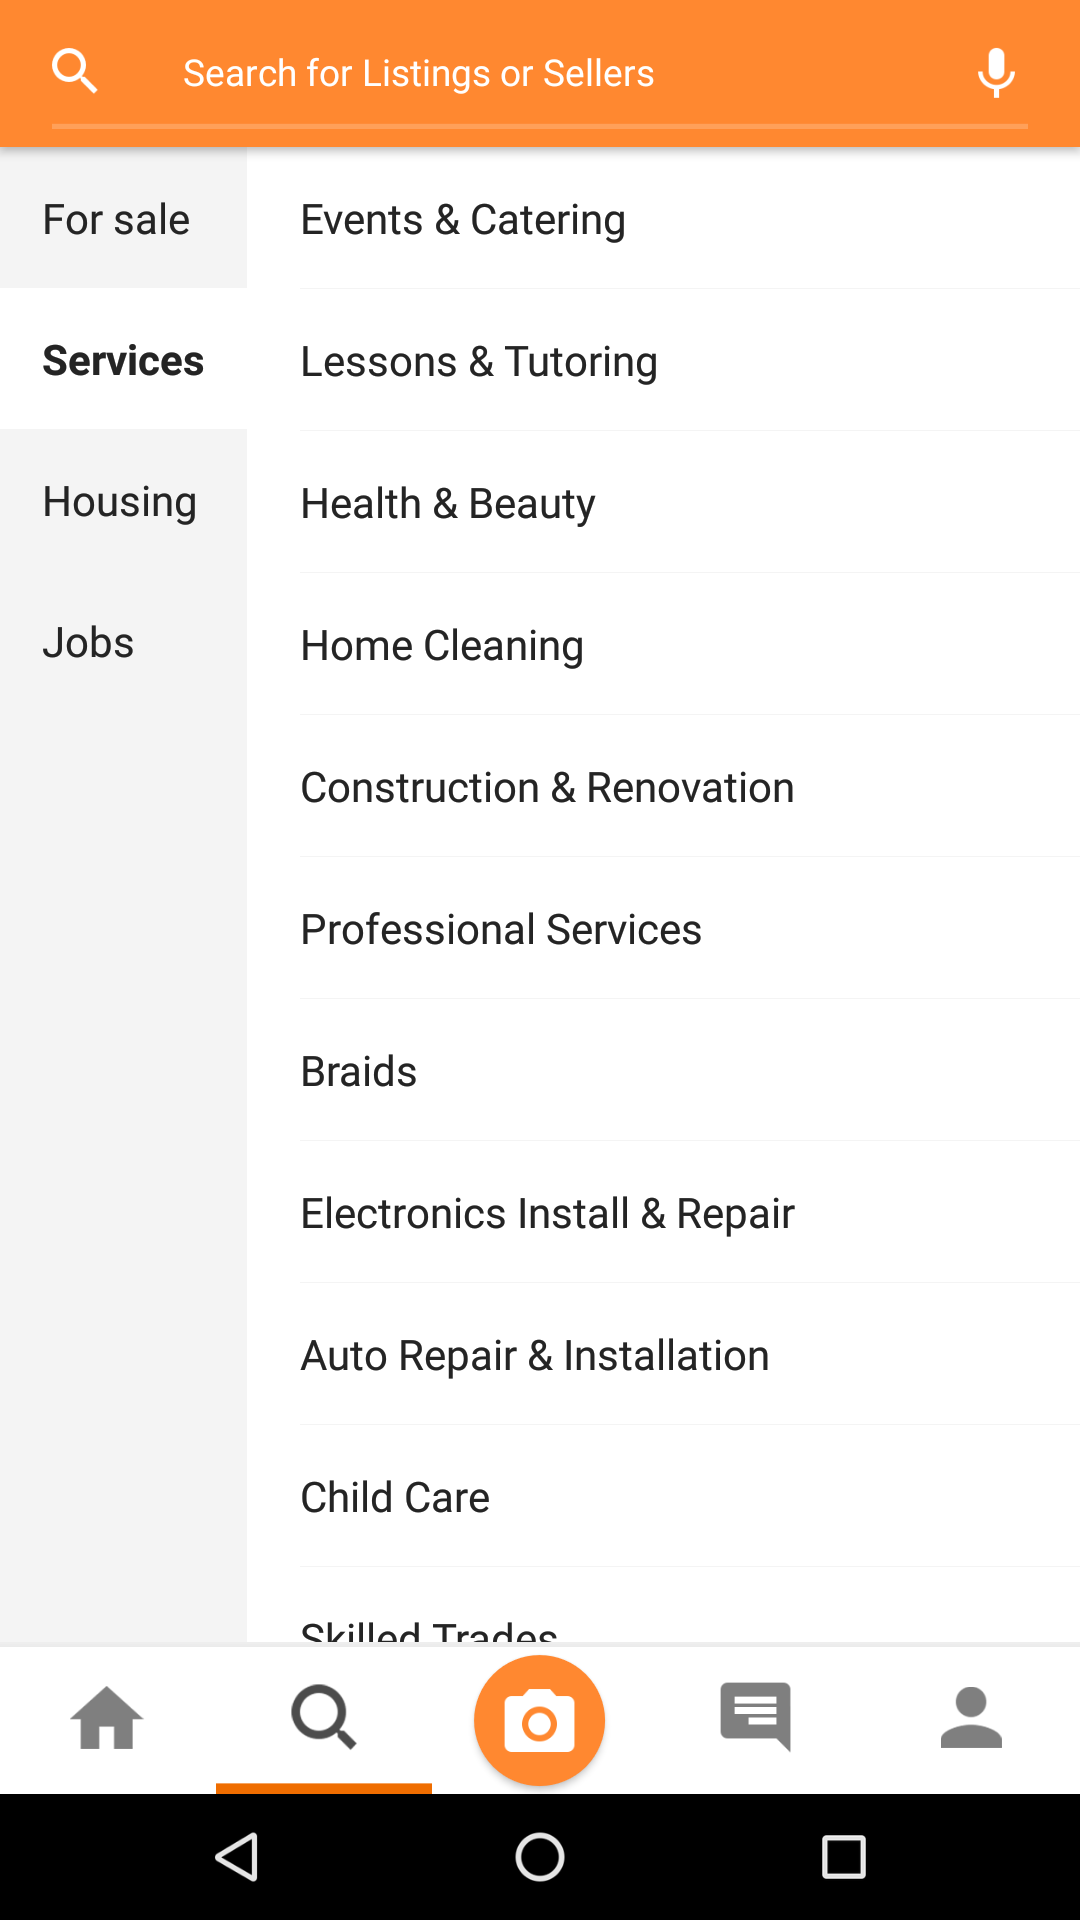 Search for Listings or Sellers
For sale
Services
Housing
Jobs
Events & Catering
Lessons & Tutoring
Health & Beauty
Home Cleaning
Construction & Renovation
Professional Services
Braids
Electronics Install & Repair
Auto Repair & Installation
Child Care
Skilled Trades